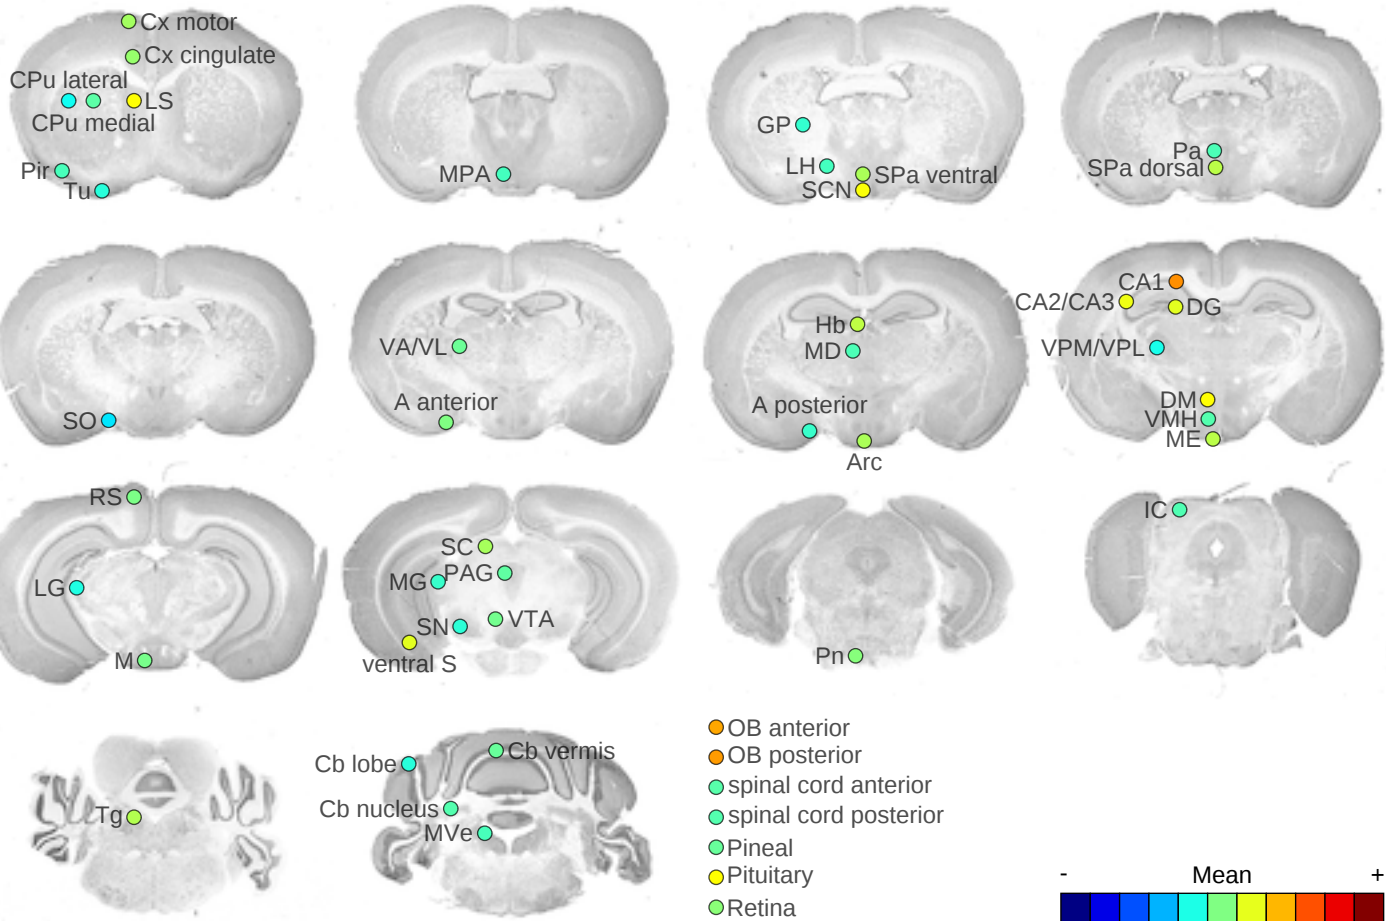 Cx motor
Cx cingulate
CPu lateral
LS
CPu medial
Pir
Tu
MPA
GP
LH
SPa ventral
SCN
Pa
SPa dorsal
SO
VA/VL
A anterior
Hb
MD
A posterior
Arc
CA1
CA2/CA3
DG
VPM/VPL
DM
VMH
ME
RS
LG
M
SC
MG
PAG
SN
VTA
ventral S
Pn
IC
Tg
Cb lobe
Cb vermis
Cb nucleus
MVe
OB anterior
OB posterior
spinal cord anterior
spinal cord posterior
Pineal
Pituitary
Retina
- Mean +